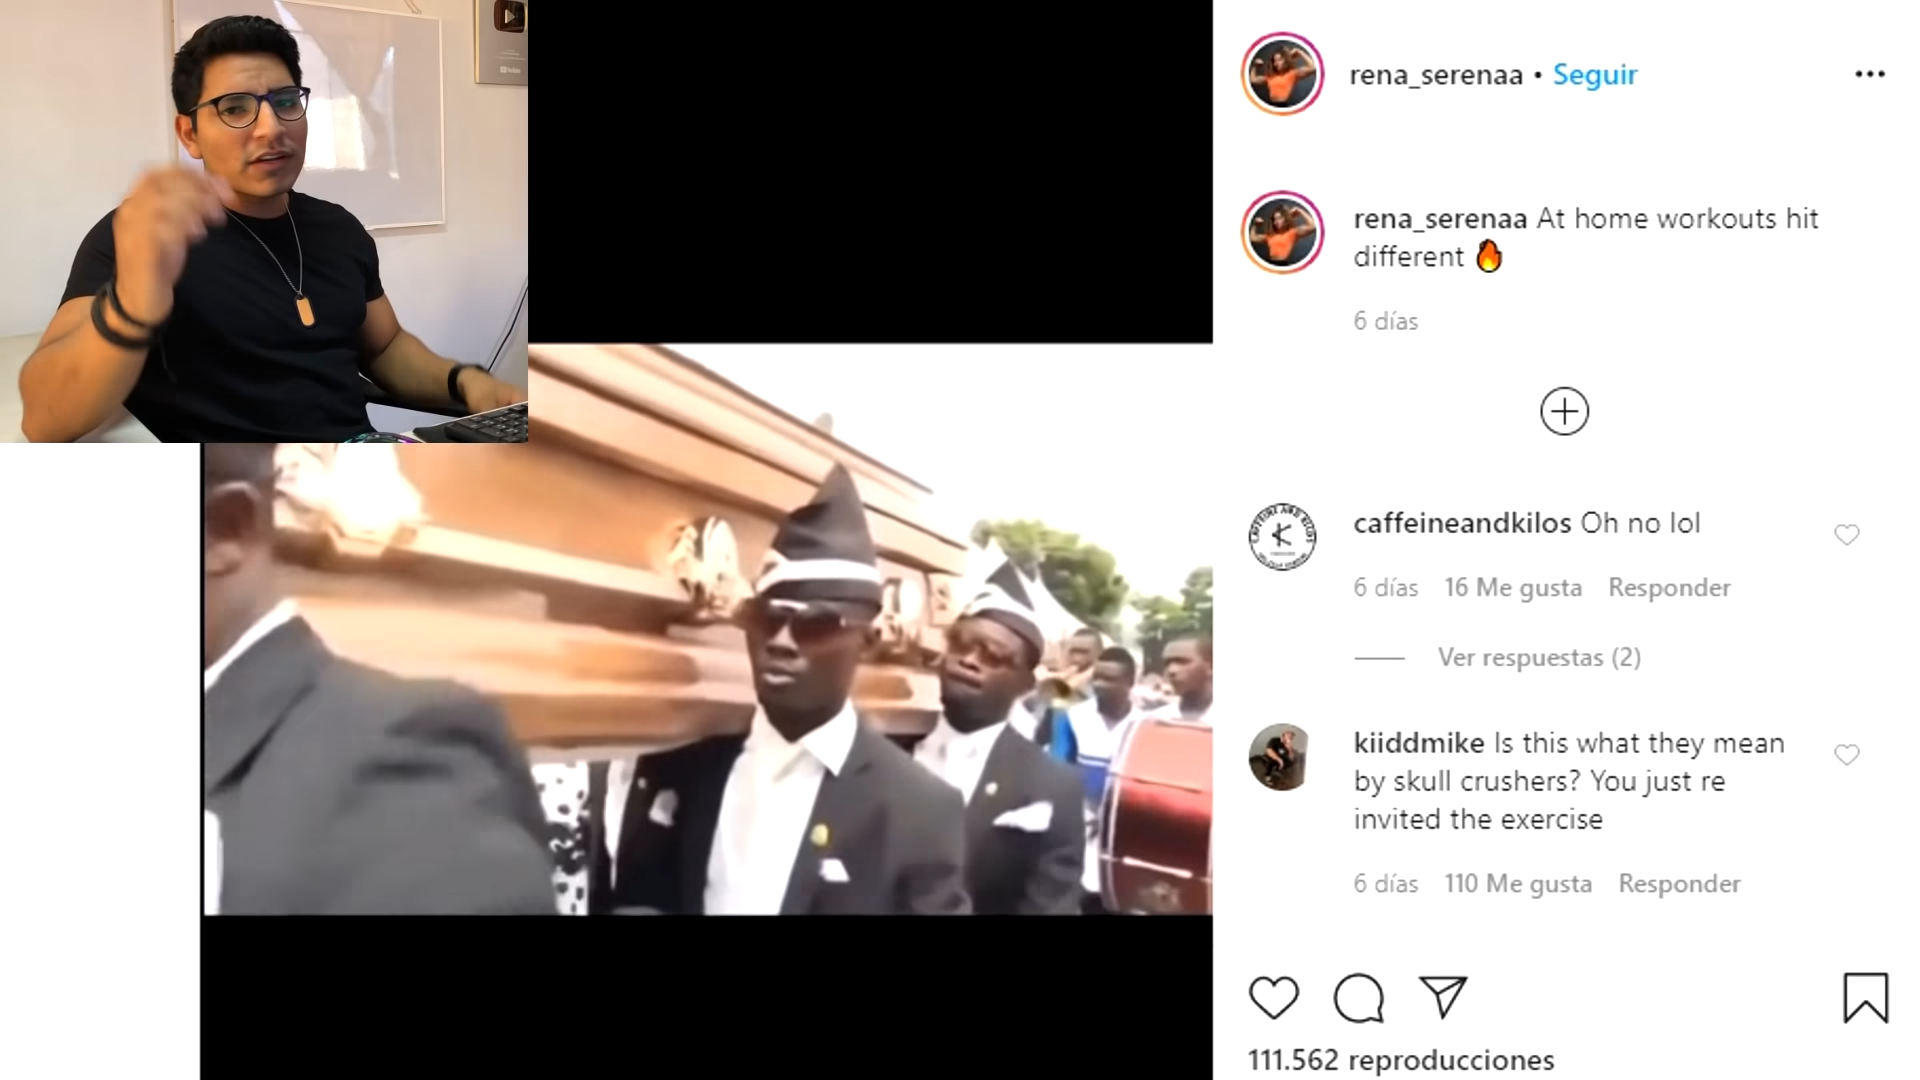 rena_serenaa • Seguir
rena_serenaa At home workouts hit
different 🔥
6 días
caffeineandkilos Oh no lol
6 días 16 Me gusta Responder
Ver respuestas (2)
kiiddmike Is this what they mean
by skull crushers? You just re
invited the exercise
6 días 110 Me gusta Responder
111.562 reproducciones